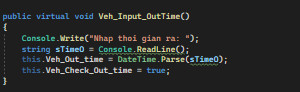 public virtual void Veh_Input_OutTime()
{
Console.Write("Nhap thoi gian ra: ");
string sTimeO = Console.ReadLine();
this.Veh_Out_time = DateTime.Parse(sTimeO);
this.Veh_Check_Out_time = true;
}